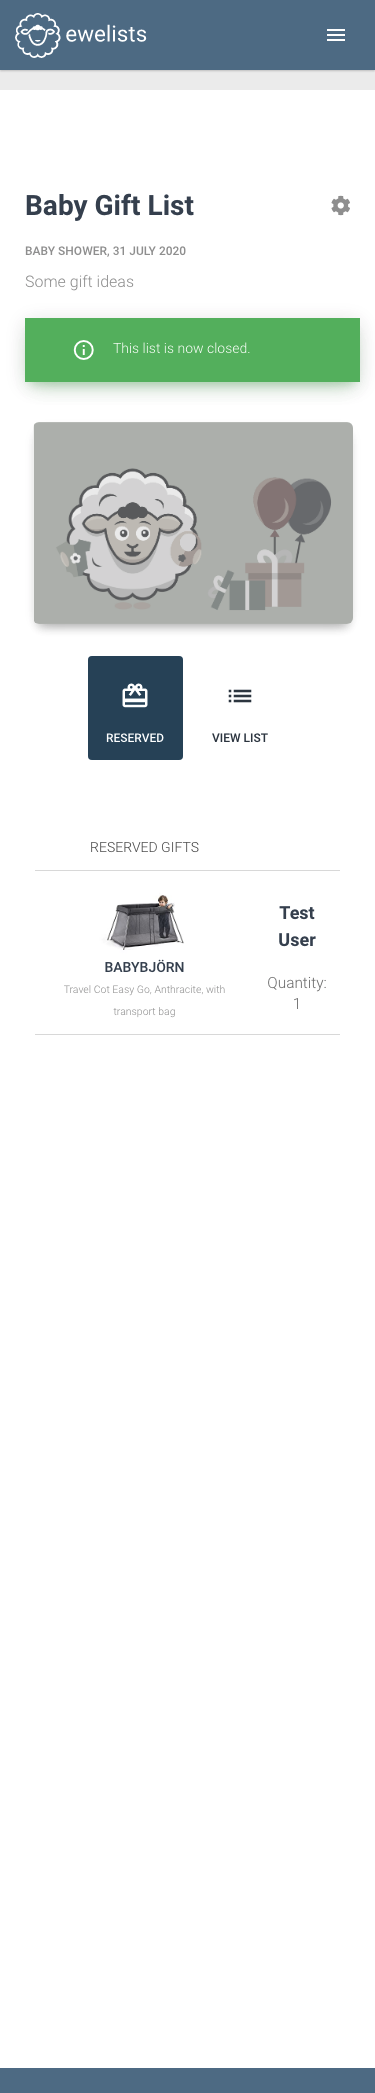 ewelists
Baby Gift List
BABY SHOWER, 31 JULY 2020
Some gift ideas
This list is now closed.
RESERVED
VIEW LIST
RESERVED GIFTS
BABYBJÖRN
Travel Cot Easy Go, Anthracite, with
transport bag
Test
User
Quantity:
1